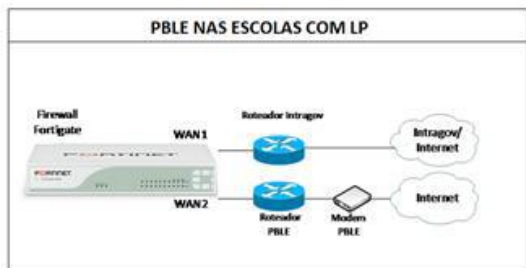 PBLE NAS ESCOLAS COM LP
Firewall
Fortigate
WAN1
Roteador Intragov
Intragov/
Internet
FORTINET
FORTINET
WAN2
Roteador
PBLE
Modem
PBLE
Internet